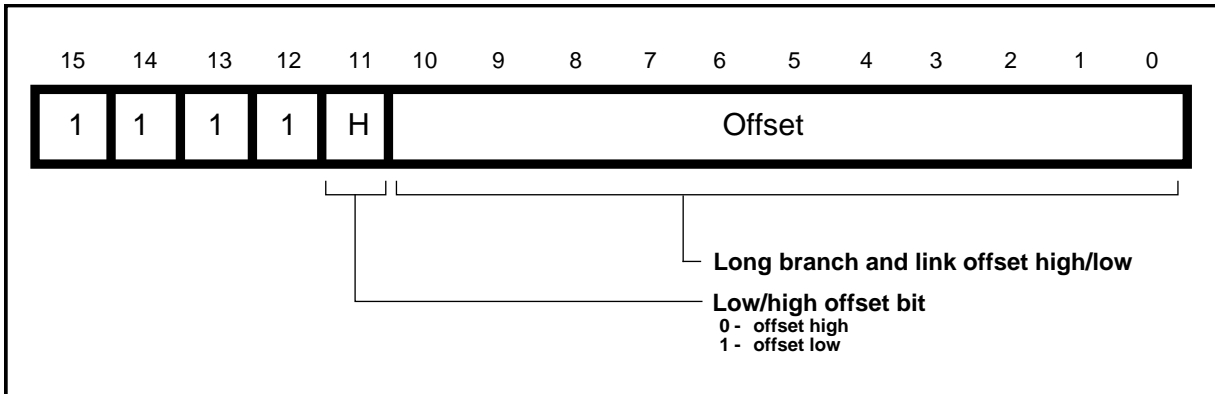 15 14 13 12 11 10 9 8 7 6 5 4 3 2 1 0
1 1 1 1 H Offset
Long branch and link offset high/low
Low/high offset bit
0 - offset high
1 - offset low